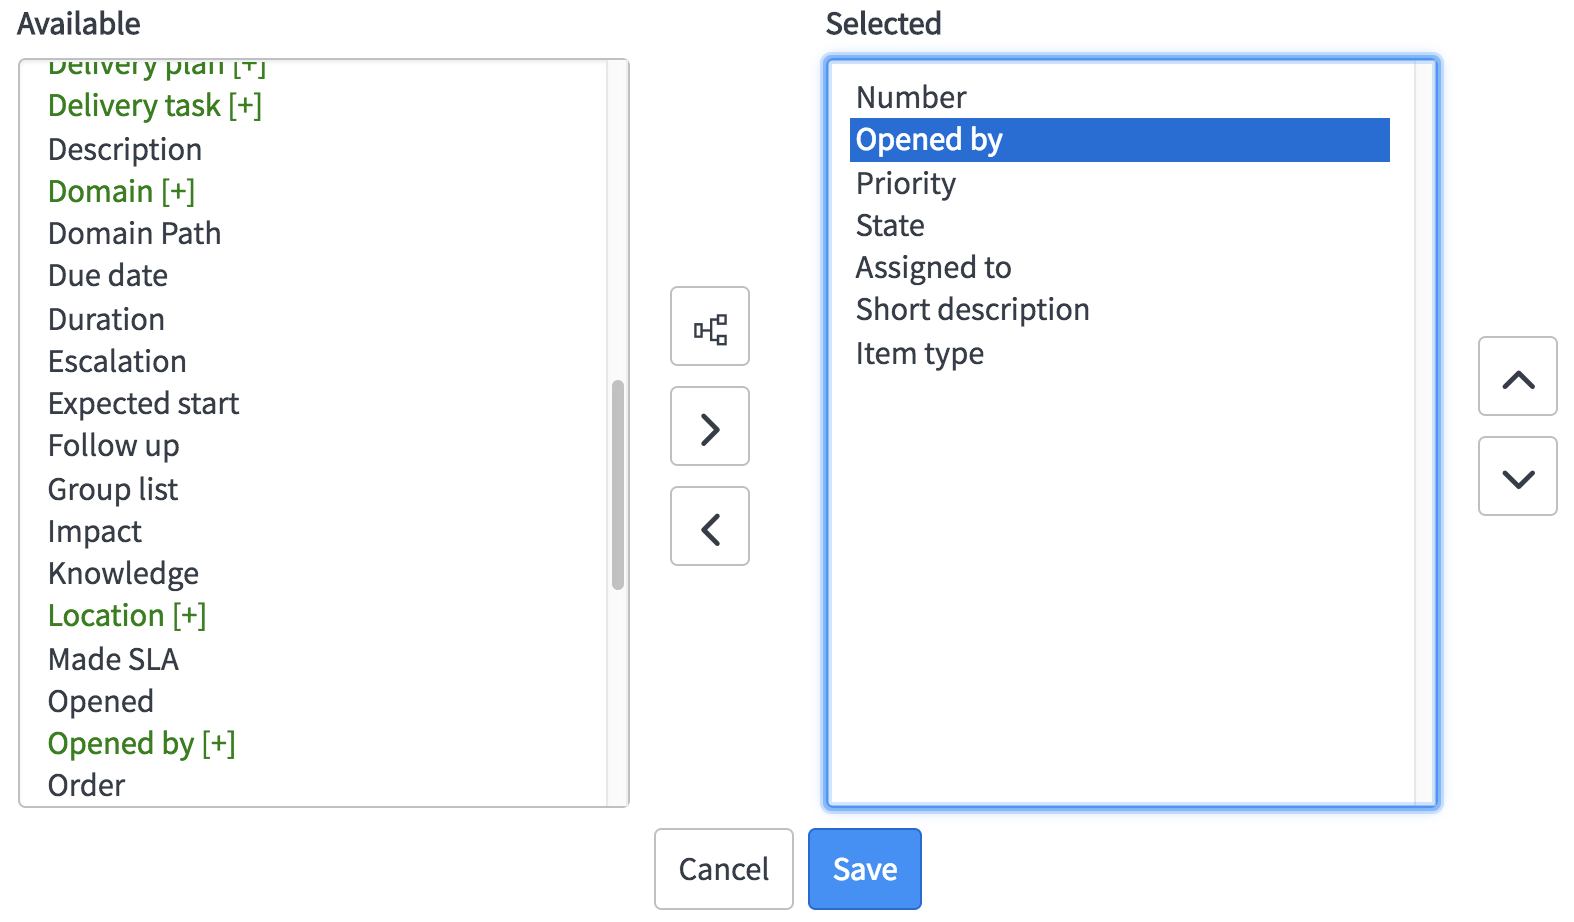 Available
Delivery plan [+]
Delivery task [+]
Description
Domain [+]
Domain Path
Due date
Duration
Escalation
Expected start
Follow up
Group list
Impact
Knowledge
Location [+]
Made SLA
Opened
Opened by [+]
Order
Selected
Number
Opened by
Priority
State
Assigned to
Short description
Item type
Cancel
Save